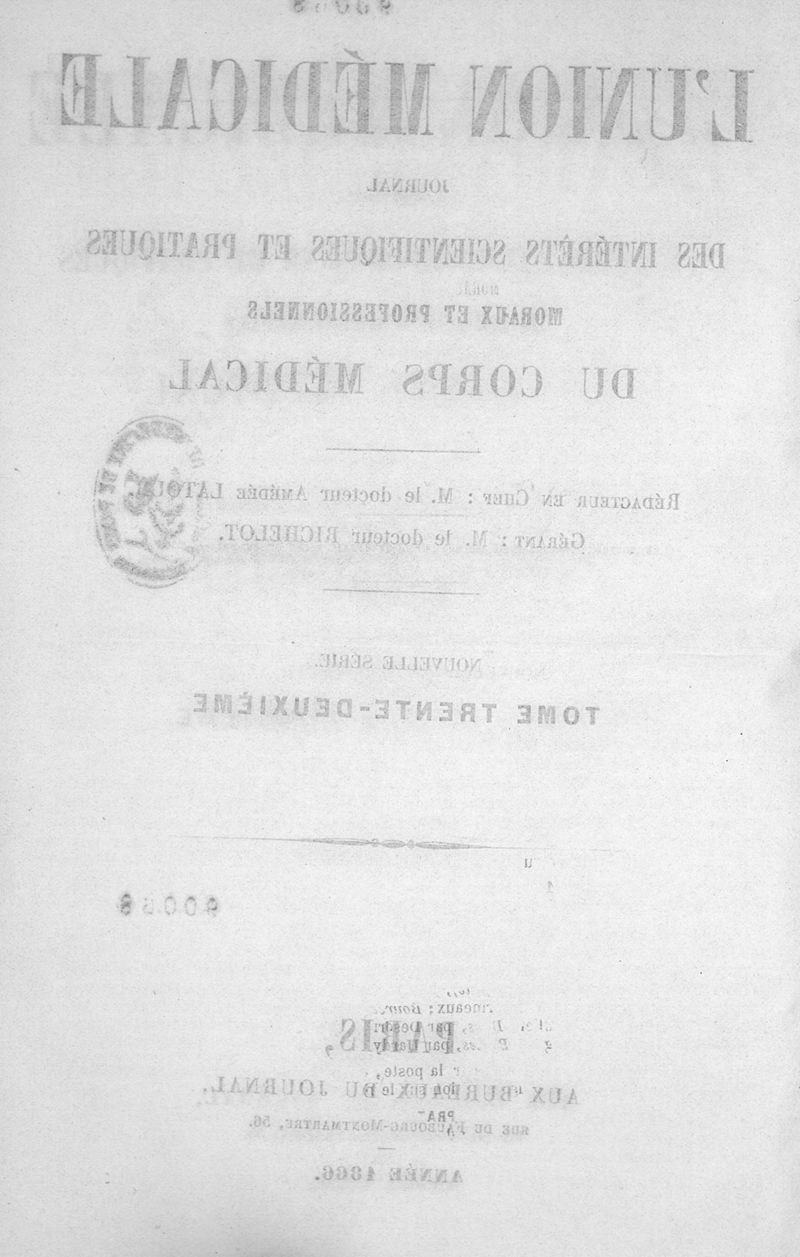 90058
L'UNION MÉDICALE
JOURNAL
DES INTÉRÊTS SCIENTIFIQUES ET PRATIQUES
MORAUX ET PROFESSIONNELS
DU CORPS MÉDICAL
RÉDACTEUR EN CHEF : M. le docteur AMÉDÉE LATOUR.
GÉRANT : M. le docteur RICHELOT.
NOUVELLE SÉRIE.
TOME TRENTE-DEUXIÈME
90058
PARIS,
AUX BUREAUX DU JOURNAL.
RUE DU FAUBOURG-MONTMARTRE, 56.
ANNÉE 1866.